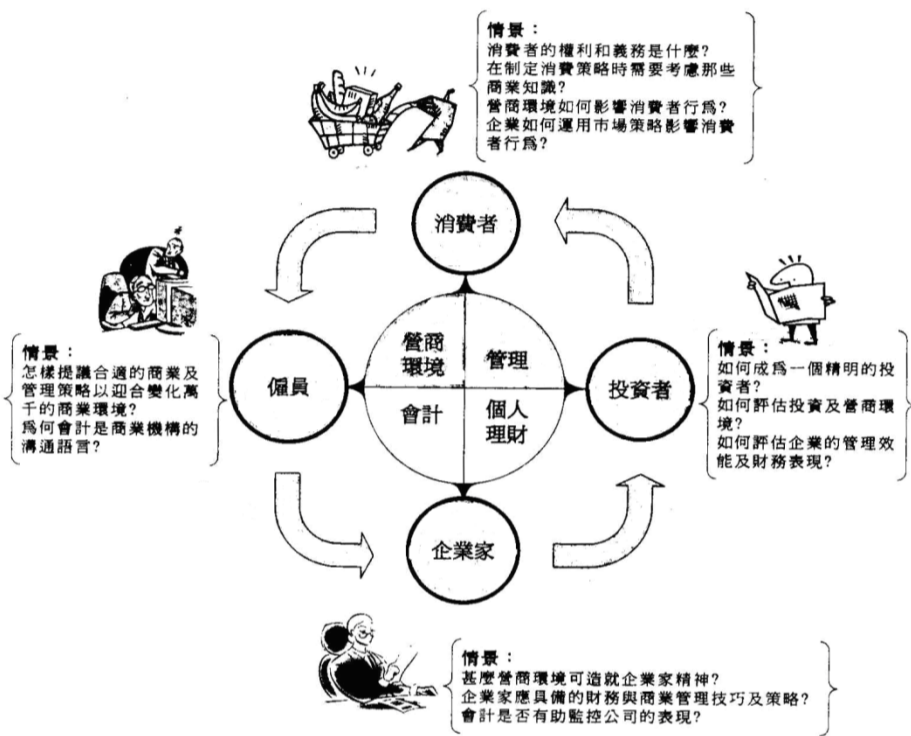 情景：
消費者的權利和義務是什麼?
在制定消費策略時需要考慮那些
商業知識?
營商環境如何影響消費者行爲?
企業如何運用市場策略影響消費
者行爲?
消費者
情景：
怎樣提議合適的商業及
管理策略以迎合變化萬
千的商業環境?
爲何會計是商業機構的
溝通語言?
僱員
營商
環境
管理
會計
個人
理財
投資者
情景：
如何成爲一個精明的投
資者?
如何評估投資及營商環
境?
如何評估企業的管理效
能及財務表現?
企業家
情景：
甚麼營商環境可造就企業家精神?
企業家應具備的財務與商業管理技巧及策略?
會計是否有助監控公司的表現?